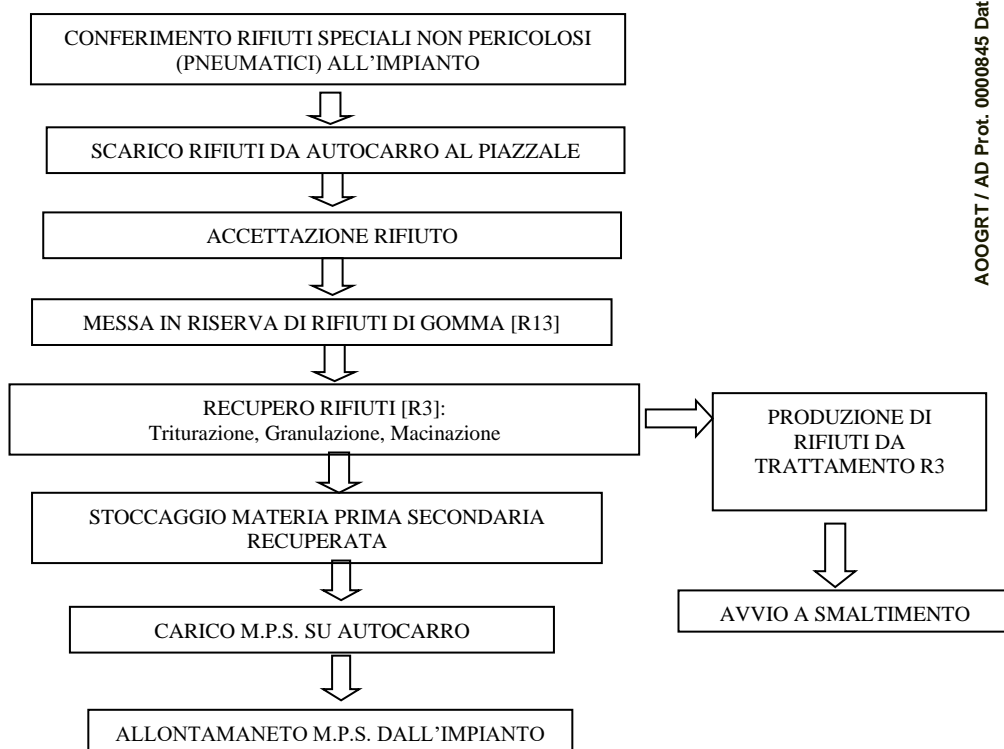 CONFERIMENTO RIFIUTI SPECIALI NON PERICOLOSI
(PNEUMATICI) ALL'IMPIANTO
SCARICO RIFIUTI DA AUTOCARRO AL PIAZZALE
ACCETTAZIONE RIFIUTO
MESSA IN RISERVA DI RIFIUTI DI GOMMA [R13]
RECUPERO RIFIUTI [R3]:
Triturazione, Granulazione, Macinazione
PRODUZIONE DI
RIFIUTI DA
TRATTAMENTO R3
STOCCAGGIO MATERIA PRIMA SECONDARIA
RECUPERATA
AVVIO A SMALTIMENTO
CARICO M.P.S. SU AUTOCARRO
ALLONTAMANETO M.P.S. DALL'IMPIANTO
AOOGRT / AD Prot. 0000845 Dat